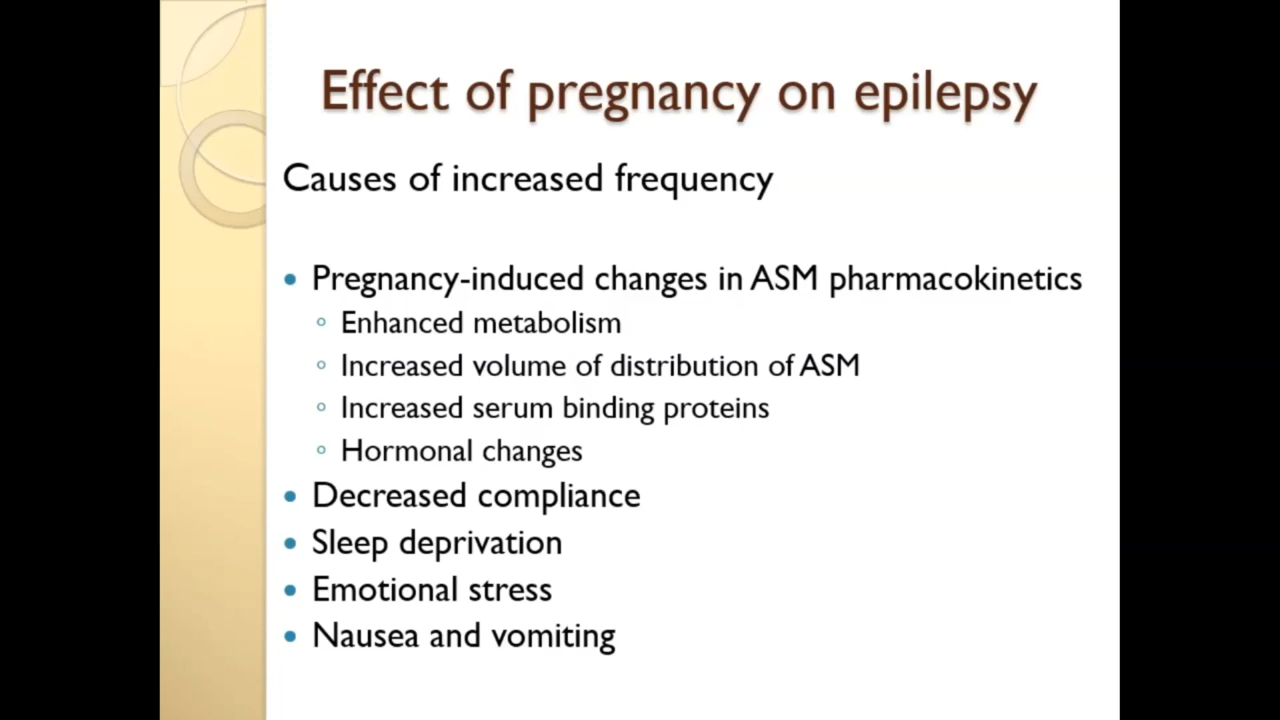 Effect of pregnancy on epilepsy
Causes of increased frequency
• Pregnancy-induced changes in ASM pharmacokinetics
◦ Enhanced metabolism
◦ Increased volume of distribution of ASM
◦ Increased serum binding proteins
◦ Hormonal changes
• Decreased compliance
• Sleep deprivation
• Emotional stress
• Nausea and vomiting